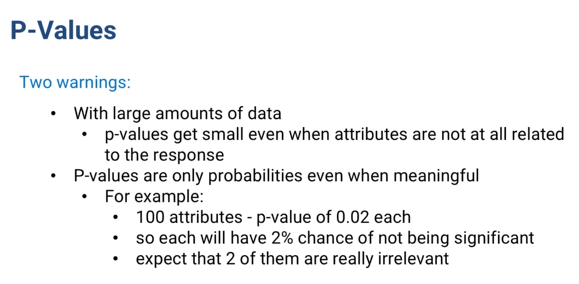 P-Values
Two warnings:
• With large amounts of data
• p-values get small even when attributes are not at all related
to the response
• P-values are only probabilities even when meaningful
• For example:
• 100 attributes - p-value of 0.02 each
• so each will have 2% chance of not being significant
• expect that 2 of them are really irrelevant